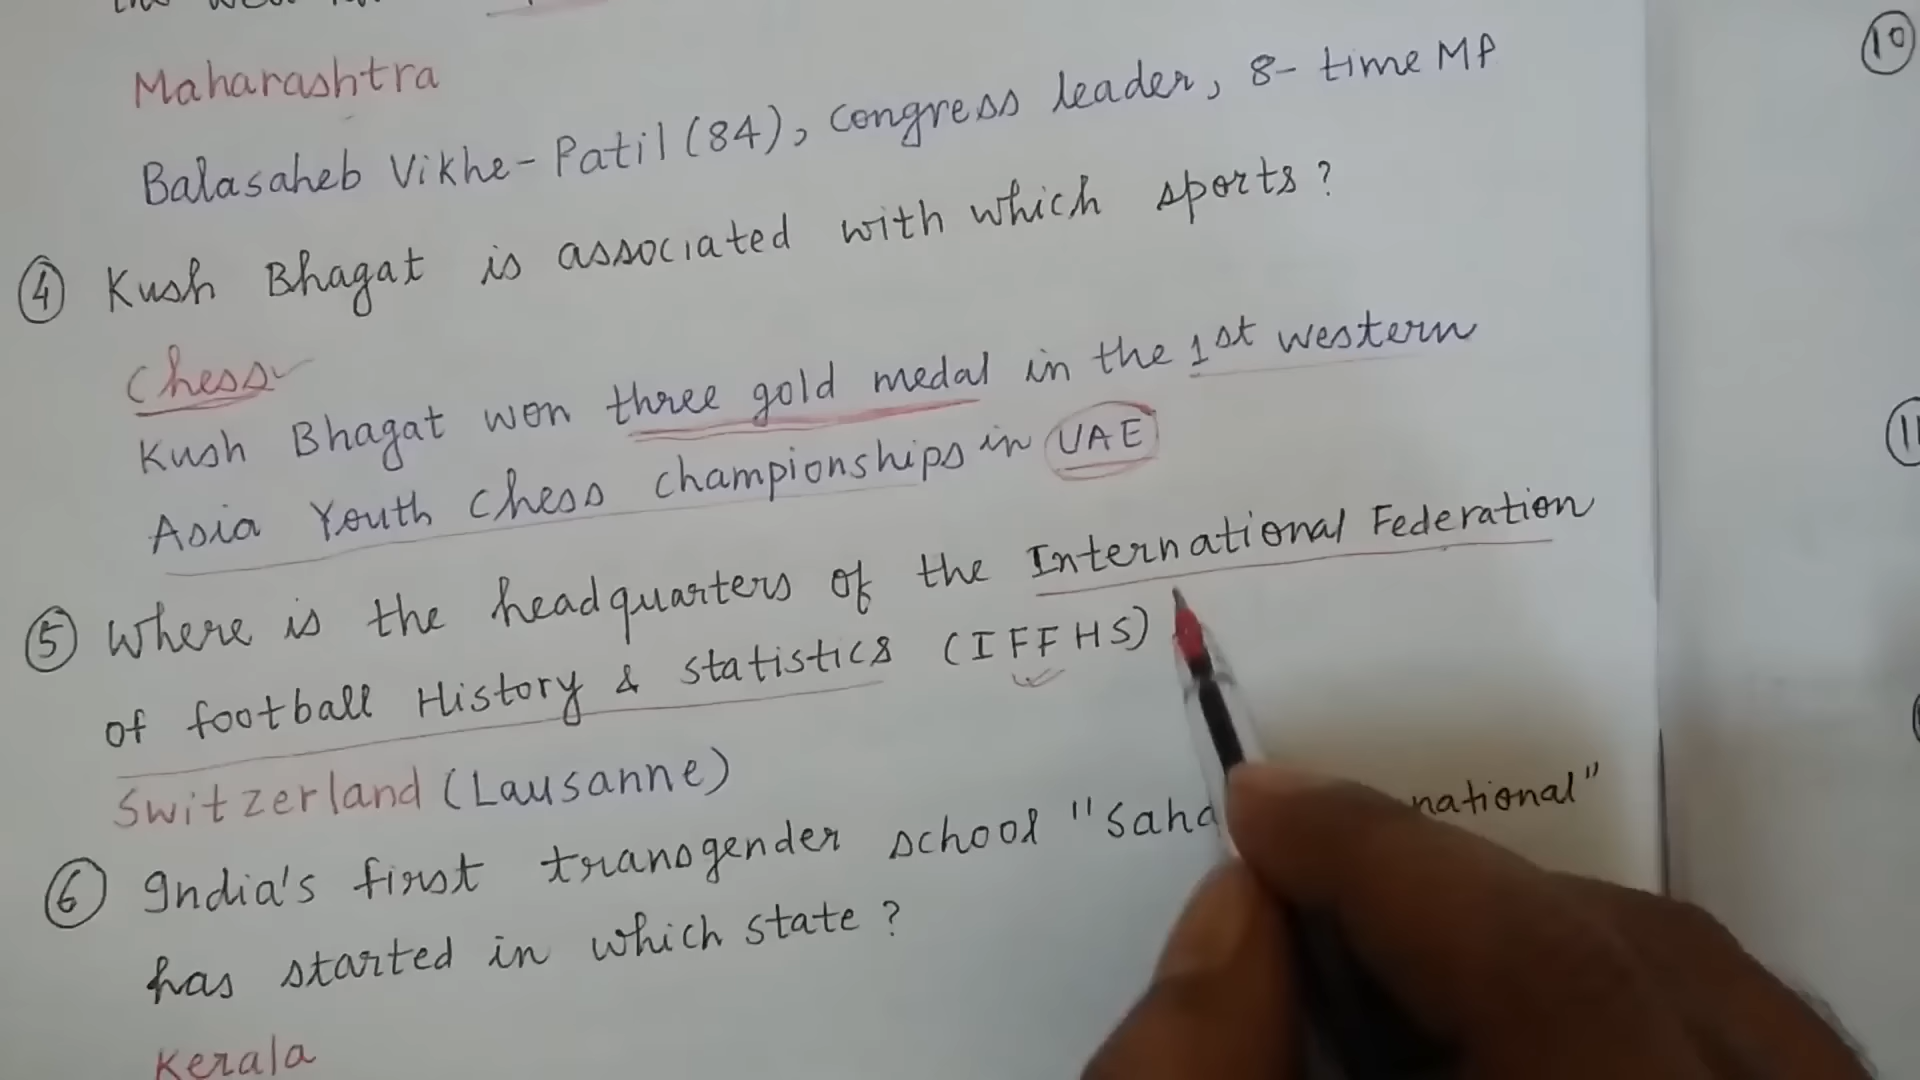 Maharashtra
Balasaheb Vikhe-Patil (84), Congress leader, 8-time MP
④ Kush Bhagat is associated with which sports?
Chess
Kush Bhagat won three gold medal in the 1st western
Asia Youth Chess championships in UAE
⑤ Where is the headquarters of the International Federation
of football History & statistics (IFFHS)
Switzerland (Lausanne)
⑥ India's first transgender school "Saha national"
has started in which state?
Kerala
10
11